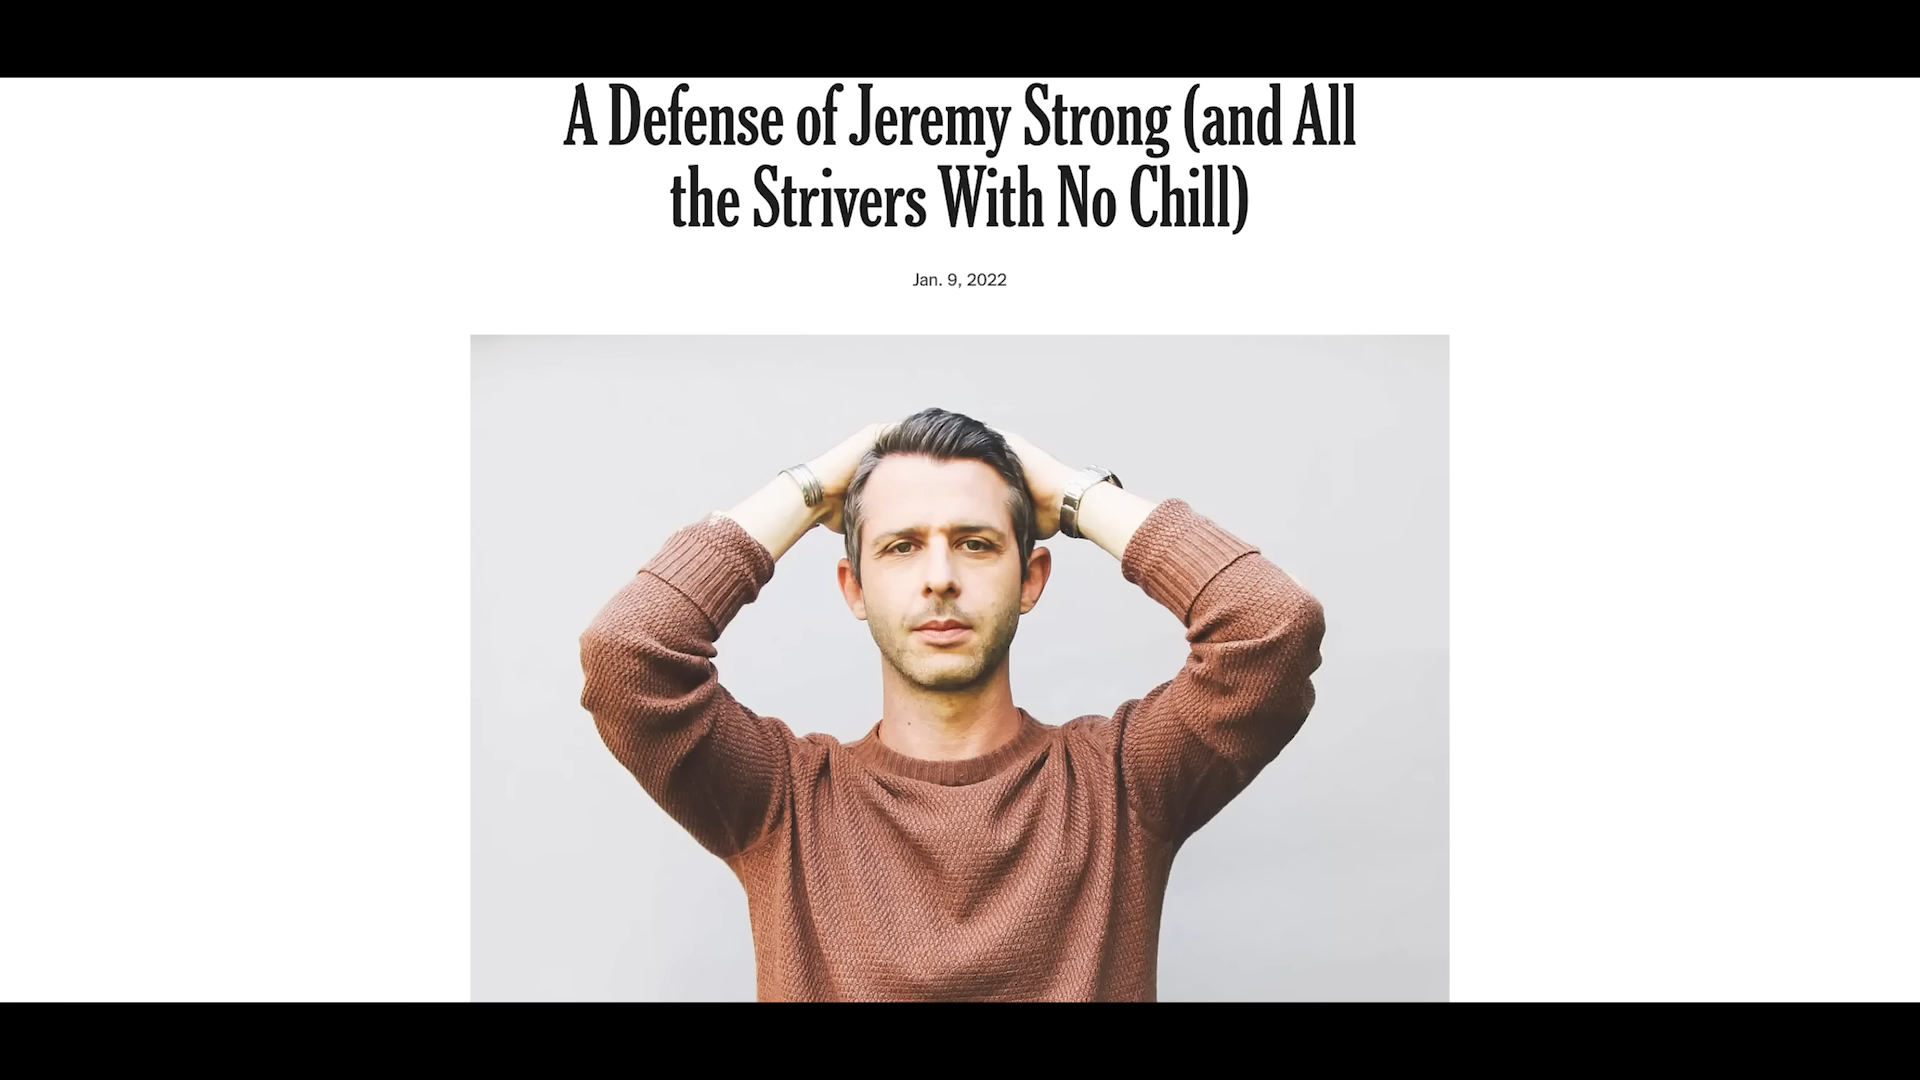 A Defense of Jeremy Strong (and All
the Strivers With No Chill)
Jan. 9, 2022